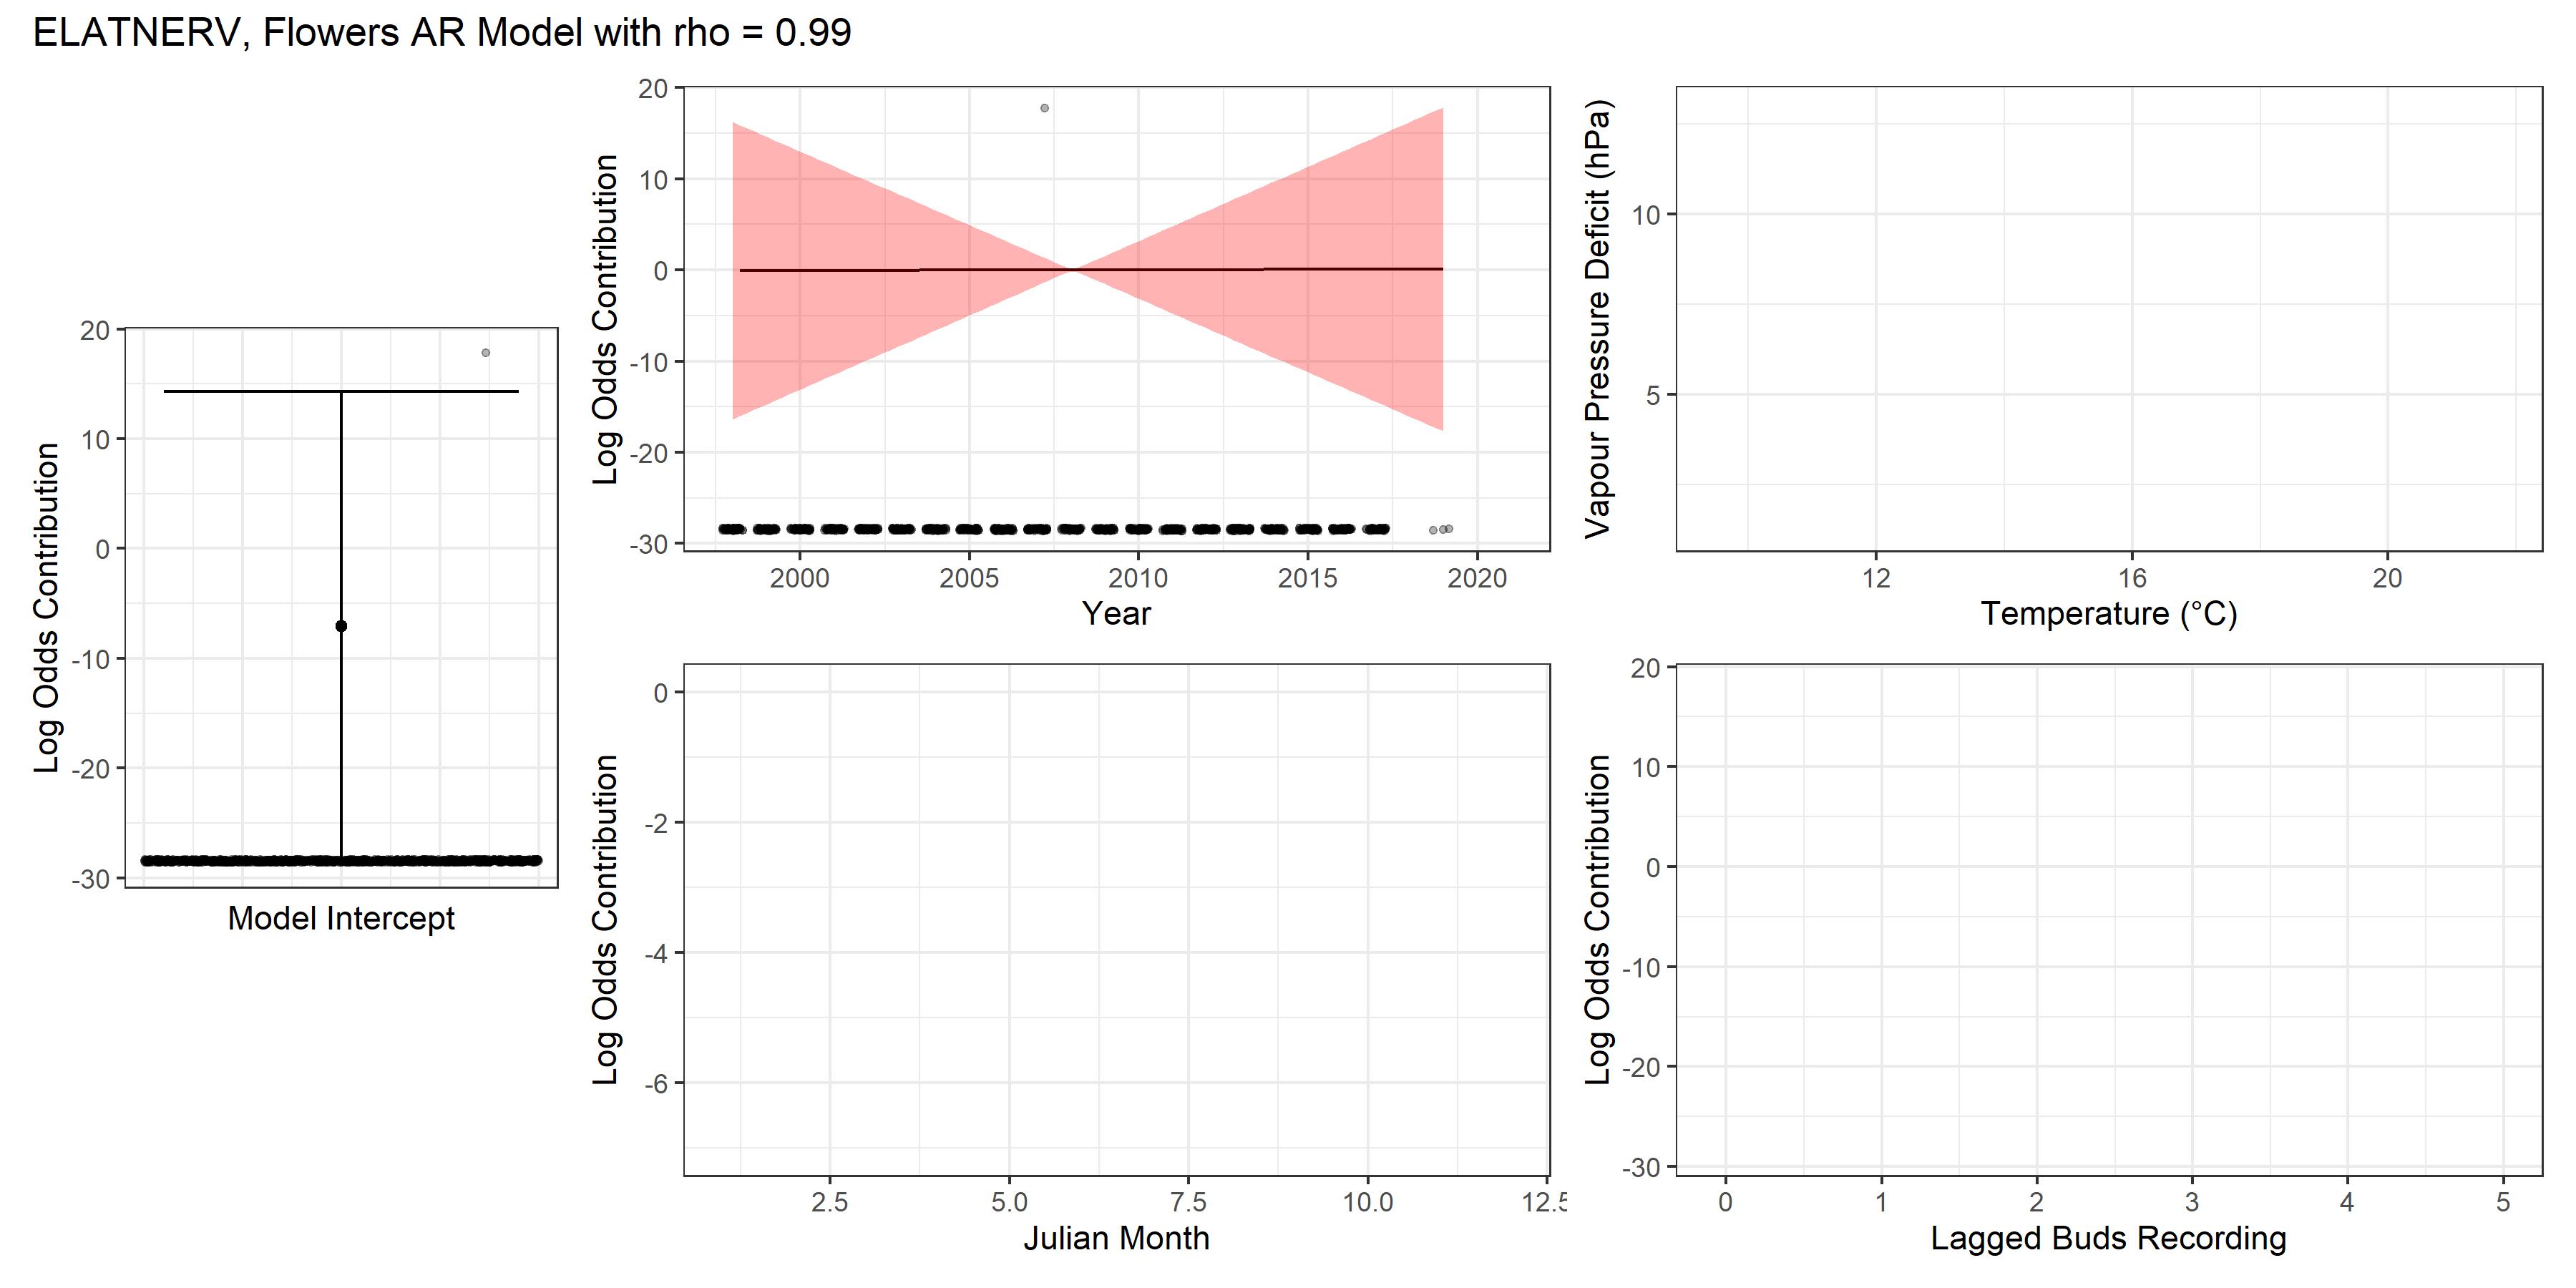 ELATNERV, Flowers AR Model with rho = 0.99
Log Odds Contribution
20
10
0
-10
-20
-30
Model Intercept
Log Odds Contribution
20
10
0
-10
-20
-30
2000 2005 2010 2015 2020
Year
Vapour Pressure Deficit (hPa)
10
5
12 16 20
Temperature (°C)
Log Odds Contribution
0
-2
-4
-6
2.5 5.0 7.5 10.0 12.5
Julian Month
Log Odds Contribution
20
10
0
-10
-20
-30
0 1 2 3 4 5
Lagged Buds Recording